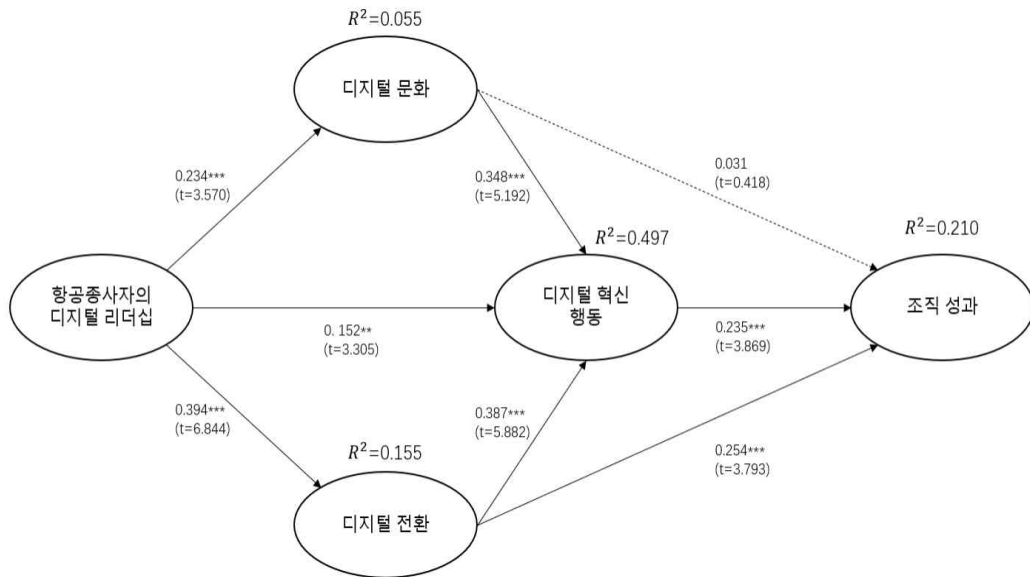 R²=0.055
디지털 문화
0.234***
(t=3.570)
0.348***
(t=5.192)
0.031
(t=0.418)
R²=0.497
R²=0.210
항공종사자의
디지털 리더십
디지털 혁신
행동
조직 성과
0. 152**
(t=3.305)
0.235***
(t=3.869)
0.394***
(t=6.844)
0.387***
(t=5.882)
R²=0.155
0.254***
(t=3.793)
디지털 전환